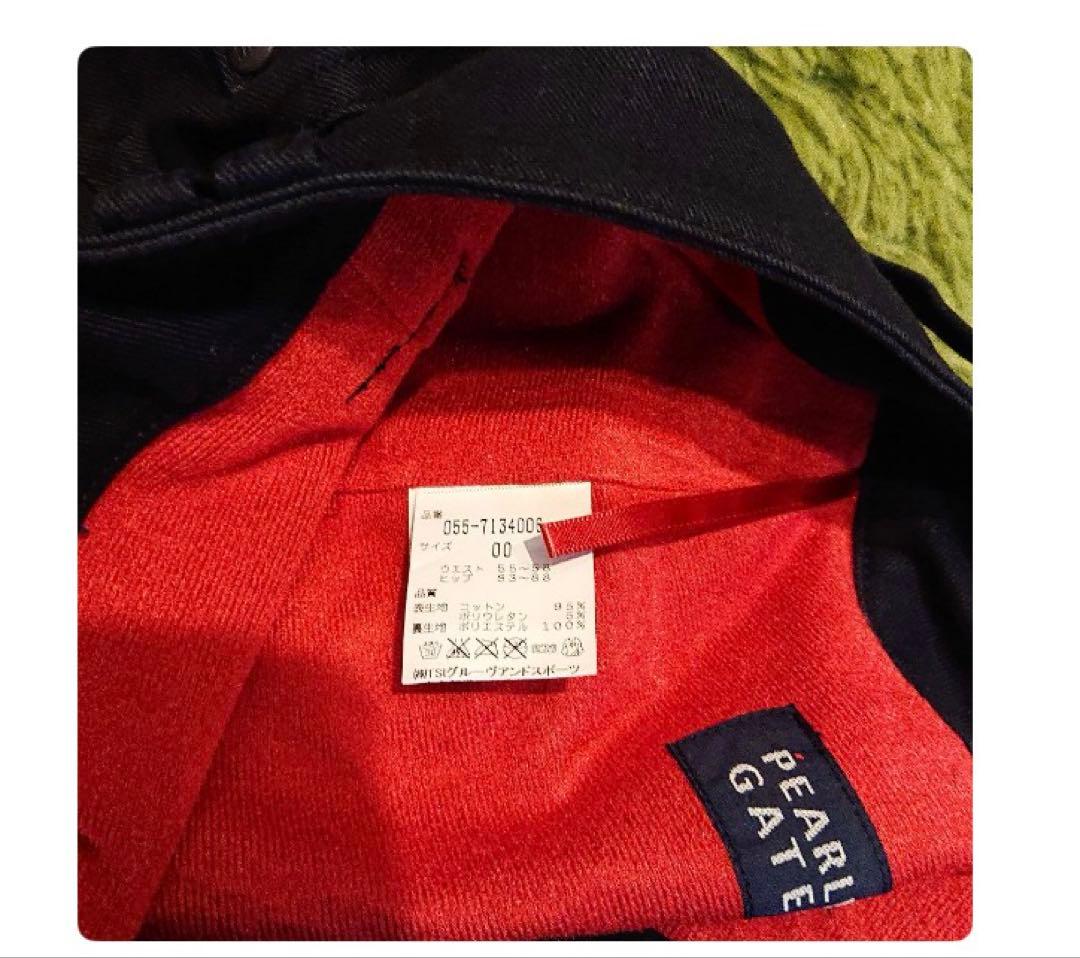 品番
055-7134006
サイズ
00
ウエスト 55~58
ヒップ 83~88
品質
表生地 コットン 95%
ポリウレタン 5%
裏生地 ポリエステル 100%
㈱TSIグルーヴアンドスポーツ
PEARLY
GATE